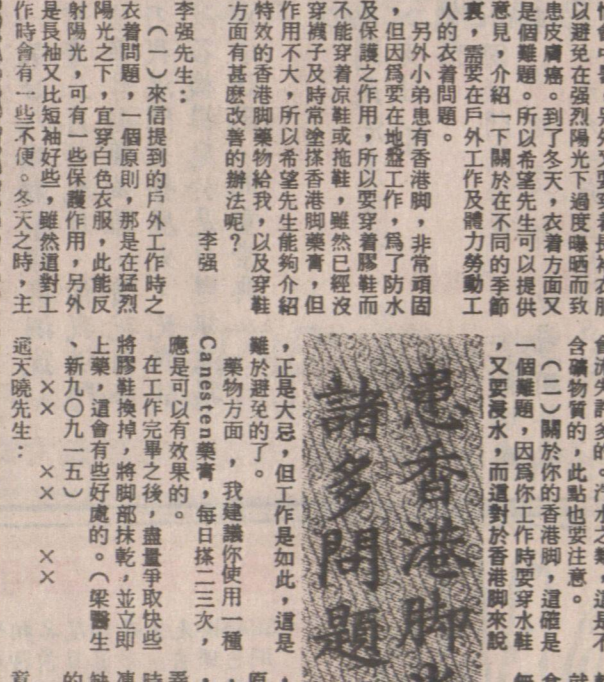 以避免在强烈陽光下過度曝晒而致
患皮膚癌。到了冬天，衣着方面又
是個難題。所以希望先生可以提供
意見，介紹一下關於在不同的季節
裏，需要在戶外工作及體力勞動工
人的衣着問題。
另外小弟患有香港脚，非常頑固
，但因爲要在地盤工作，爲了防水
及保護之作用，所以要穿着膠鞋而
不能穿着凉鞋或拖鞋，雖然已經沒
穿襪子及時常塗搽香港脚藥膏，但
作用不大，所以希望先生能夠介紹
特效的香港脚藥物給我，以及穿鞋
方面有甚麽改善的辦法呢？
李强
李强先生：
（一）來信提到的戶外工作時之
衣着問題，一個原則，那是在猛烈
陽光之下，宜穿白色衣服，此能反
射陽光，可有一些保護作用，另外
是長袖又比短袖好些，雖然這對工
作時會有一些不便。冬天之時，主
含礦物質的，此點也要注意。
（二）關於你的香港脚，這確是
一個難題，因爲你工作時要穿水鞋
，又要浸水，而這對於香港脚來說
患香港脚
諸多問題
，正是大忌，但工作是如此，這是
難於避免的了。
藥物方面，我建議你使用一種
Canesten藥膏，每日搽二三次，
應是可以有效果的。
在工作完畢之後，盡量爭取快些
將膠鞋換掉，將脚部抹乾，並立即
上藥，這會有些好處的。（梁醫生
、新九〇九一五）
×× ×× ××
通天曉先生：